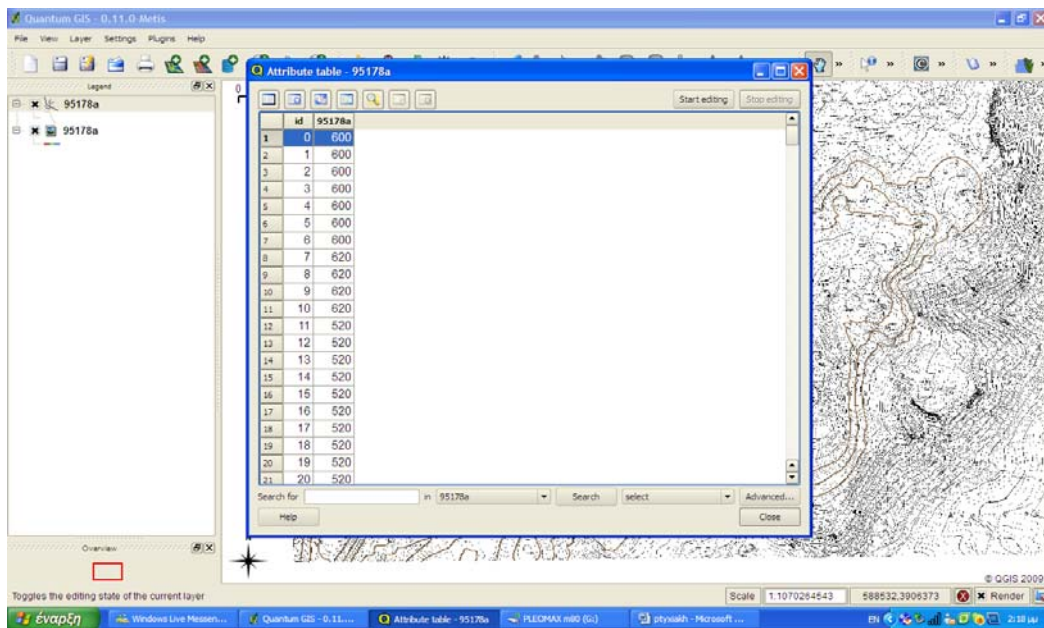 Quantum GIS - 0.11.0-Metis
File View Layer Settings Plugins Help
Legend
95178a
95178a
0
Attribute table - 95178a
Start editing Stop editing
id 95178a
1 0 600
2 1 600
3 2 600
4 3 600
5 4 600
6 5 600
7 6 600
8 7 620
9 8 620
10 9 620
11 10 620
12 11 520
13 12 520
14 13 520
15 14 520
16 15 520
17 16 520
18 17 520
19 18 520
20 19 520
21 20 520
Search for in 95178a Search select Advanced...
Help Close
Overview
© QGIS 2009
Toggles the editing state of the current layer
Scale 1:1070264543 588532,3906373 Render
έναρξη Windows Live Messen... Quantum GIS - 0.11.... Attribute table - 95178a PLEOMAX mini (G:) ptyxiakh - Microsoft ... EN 2:18 μμ